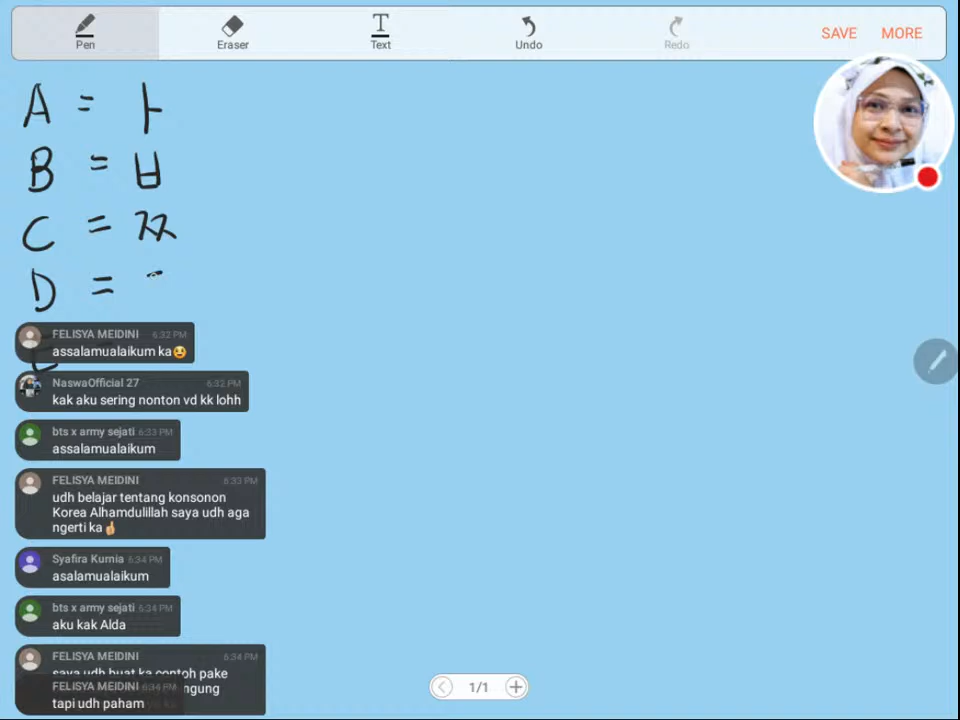 Pen Eraser Text Undo Redo SAVE MORE
A = ㅏ
B = ㅂ
C = ㅉ
D =
FELISYA MEIDINI 6:32 PM
assalamualaikum ka😢
NaswaOfficial 27 6:32 PM
kak aku sering nonton vd kk lohh
bts x army sejati 6:33 PM
assalamualaikum
FELISYA MEIDINI 6:33 PM
udh belajar tentang konsonon
Korea Alhamdulillah saya udh aga
ngerti ka☝
Syafira Kurnia 6:34 PM
asalamualaikum
bts x army sejati 6:34 PM
aku kak Alda
FELISYA MEIDINI 6:34 PM
saya udh buat ka contoh pake
FELISYA MEIDINI 6:34 PM
tapi udh paham
1/1